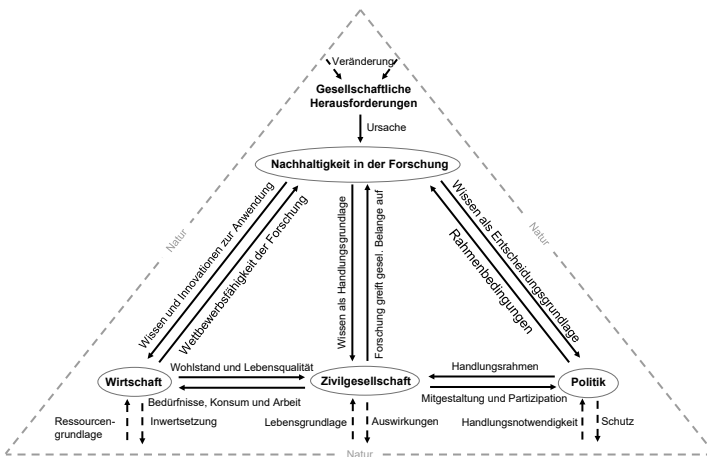 Veränderung
Gesellschaftliche
Herausforderungen
Ursache
Nachhaltigkeit in der Forschung
Natur
Natur
Wissen und Innovationen zur Anwendung
Wettbewerbsfähigkeit der Forschung
Wissen als Handlungsgrundlage
Forschung greift gesel. Belange auf
Wissen als Entscheidungsgrundlage
Rahmenbedingungen
Wirtschaft
Wohlstand und Lebensqualität
Bedürfnisse, Konsum und Arbeit
Zivilgesellschaft
Handlungsrahmen
Mitgestaltung und Partizipation
Politik
Ressourcen-
grundlage
Inwertsetzung
Lebensgrundlage
Auswirkungen
Handlungsnotwendigkeit
Schutz
Natur